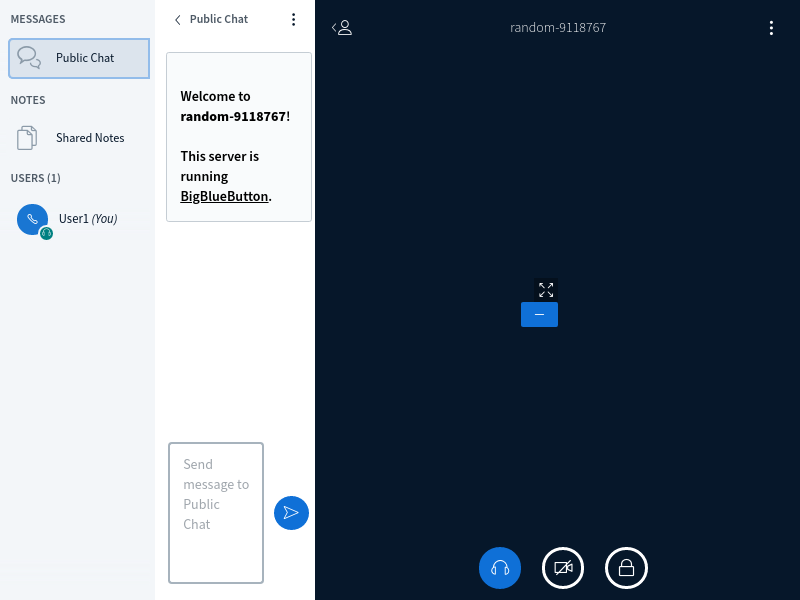 MESSAGES
Public Chat
NOTES
Shared Notes
USERS (1)
User1 (You)
Public Chat
Welcome to
random-9118767!
This server is
running
BigBlueButton.
Send
message to
Public
Chat
random-9118767